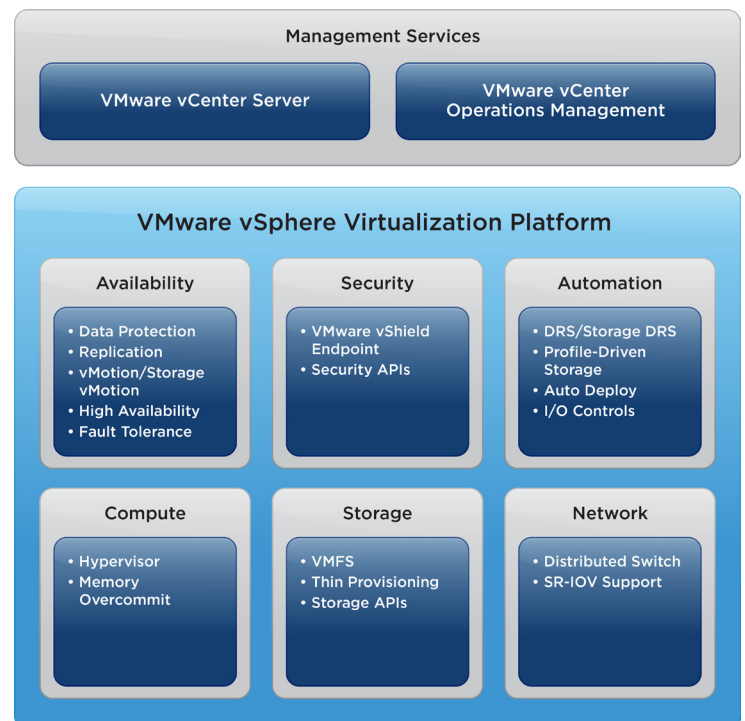 Management Services
VMware vCenter Server
VMware vCenter
Operations Management
VMware vSphere Virtualization Platform
Availability
• Data Protection
• Replication
• vMotion/Storage
vMotion
• High Availability
• Fault Tolerance
Security
• VMware vShield
Endpoint
• Security APIs
Automation
• DRS/Storage DRS
• Profile-Driven
Storage
• Auto Deploy
• I/O Controls
Compute
• Hypervisor
• Memory
Overcommit
Storage
• VMFS
• Thin Provisioning
• Storage APIs
Network
• Distributed Switch
• SR-IOV Support